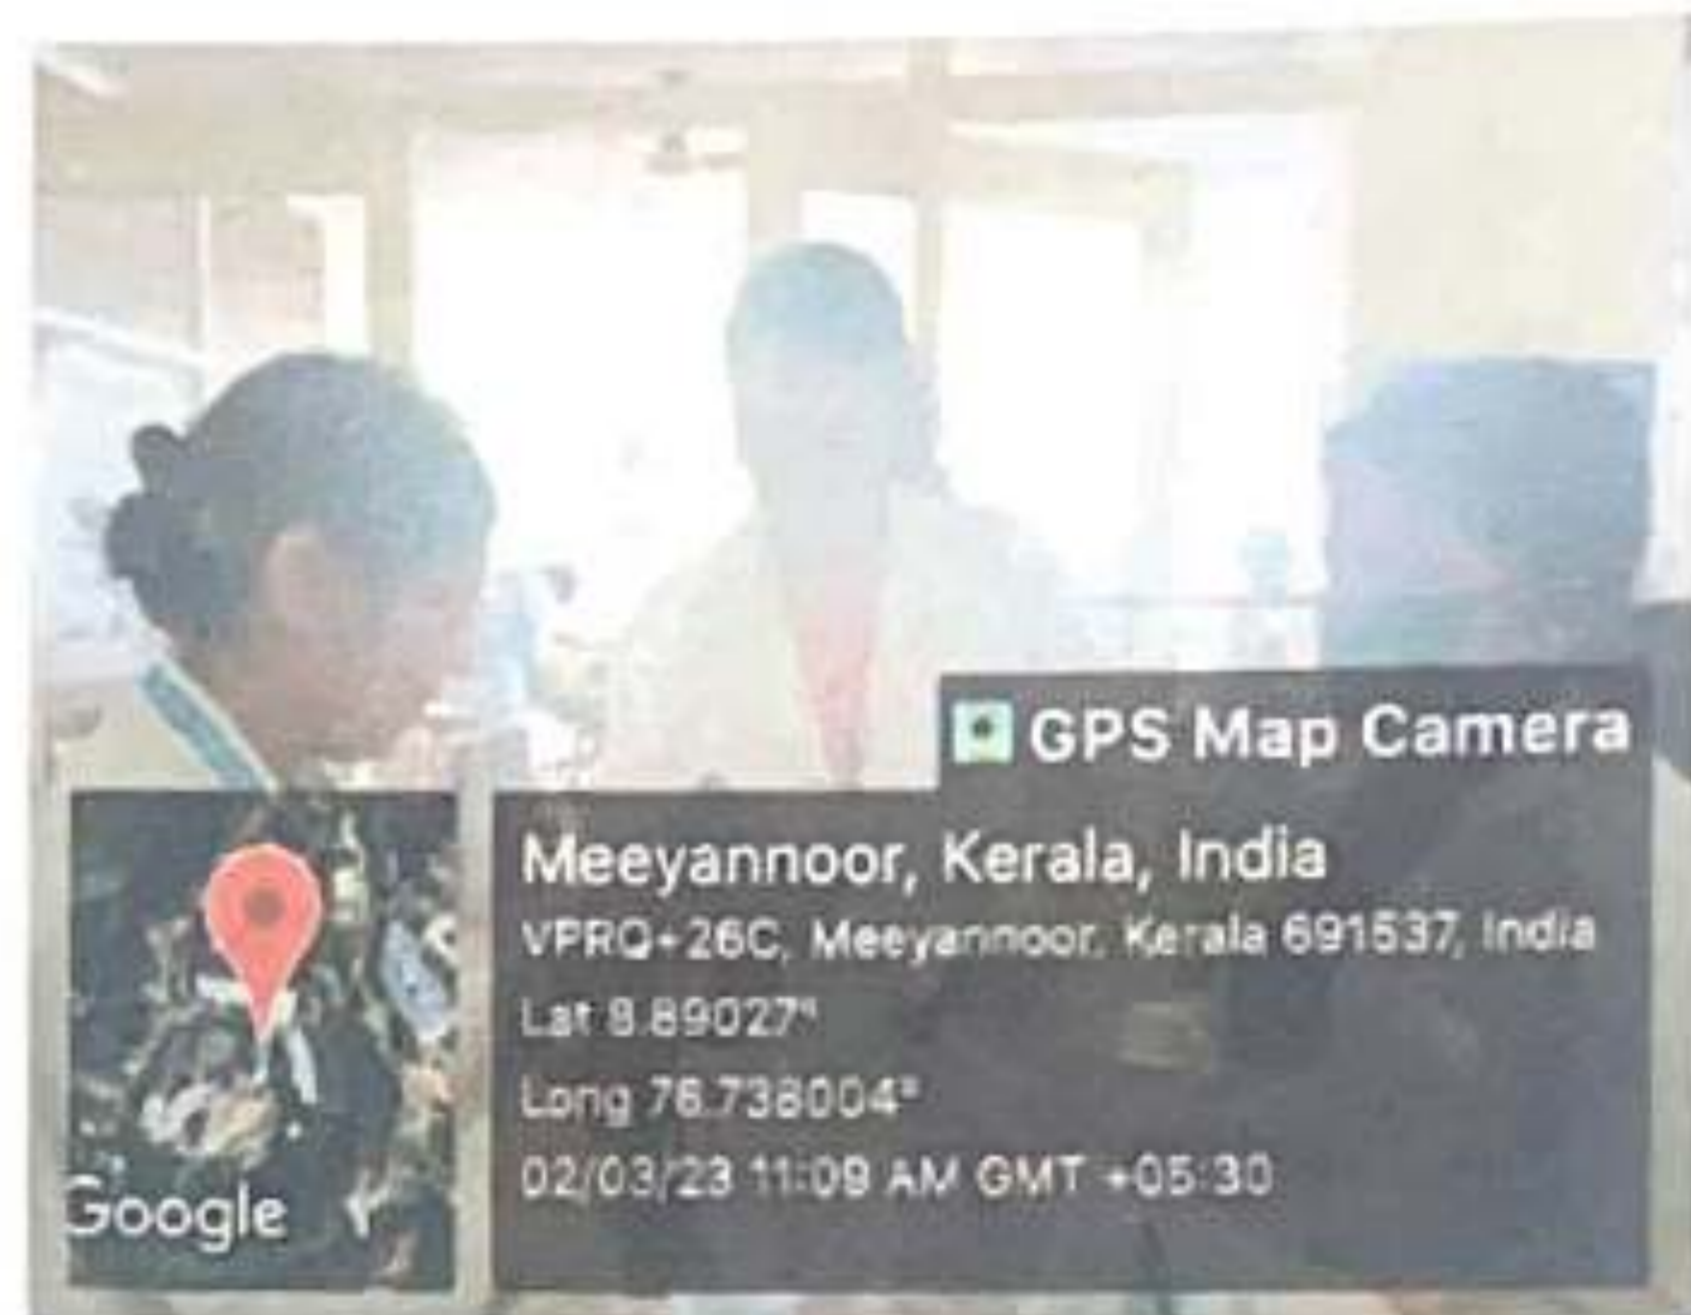 GPS Map Camera
Meeyannoor, Kerala, India
VPRQ+26C, Meeyannoor, Kerala 691537, India
Lat 8.89027°
Long 76.738004°
02/03/23 11:09 AM GMT +05:30
Google